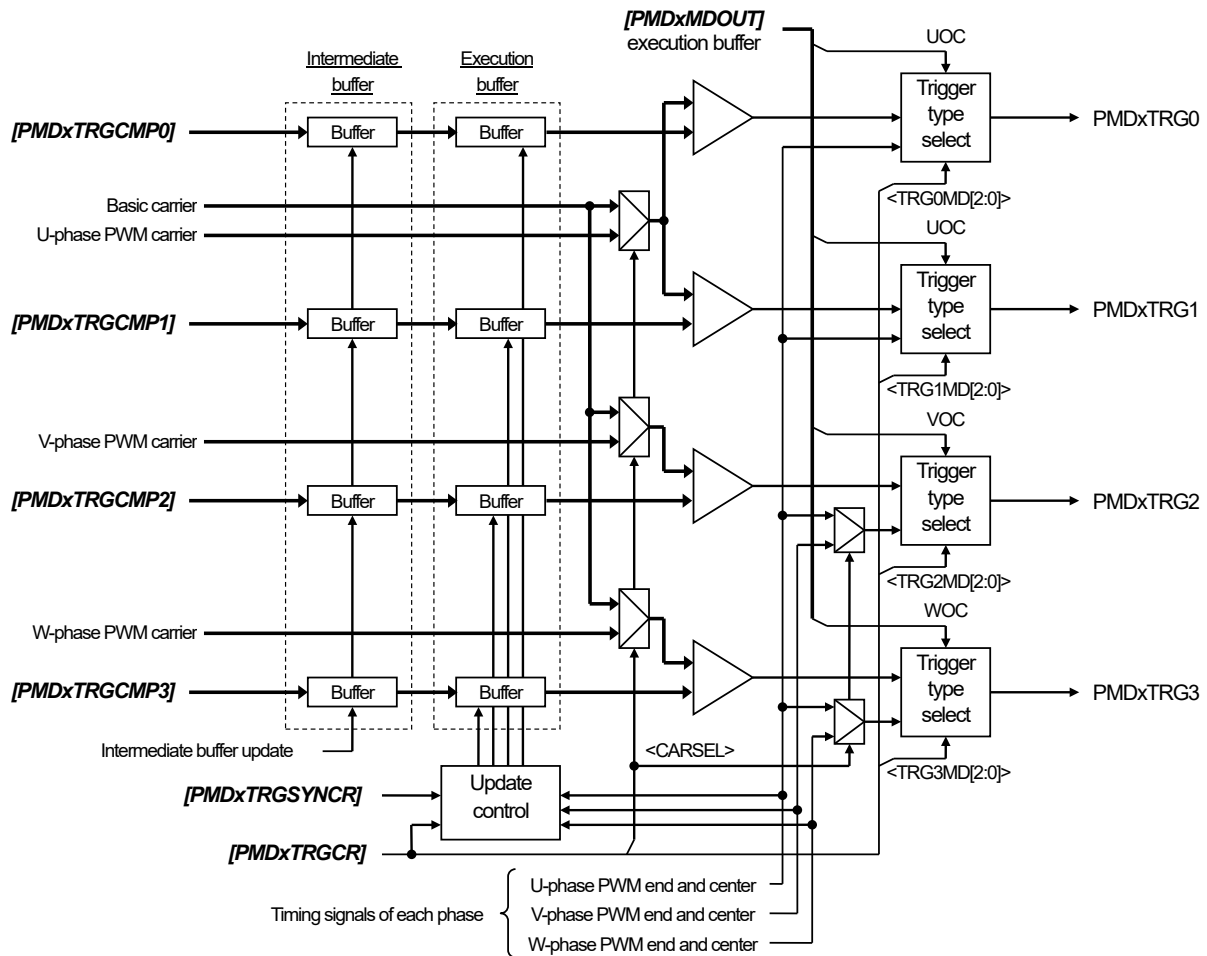 [PMDxMDOUT]
execution buffer
UOC
Intermediate
buffer
Execution
buffer
Trigger
type
select
[PMDxTRGCMP0]
Buffer
Buffer
PMDxTRG0
Basic carrier
<TRG0MD[2:0]>
U-phase PWM carrier
UOC
Trigger
type
select
[PMDxTRGCMP1]
Buffer
Buffer
PMDxTRG1
<TRG1MD[2:0]>
VOC
V-phase PWM carrier
Trigger
type
select
[PMDxTRGCMP2]
Buffer
Buffer
PMDxTRG2
<TRG2MD[2:0]>
WOC
W-phase PWM carrier
Trigger
type
select
[PMDxTRGCMP3]
Buffer
Buffer
PMDxTRG3
Intermediate buffer update
<CARSEL>
<TRG3MD[2:0]>
[PMDxTRGSYNCR]
Update
control
[PMDxTRGCR]
Timing signals of each phase
U-phase PWM end and center
V-phase PWM end and center
W-phase PWM end and center